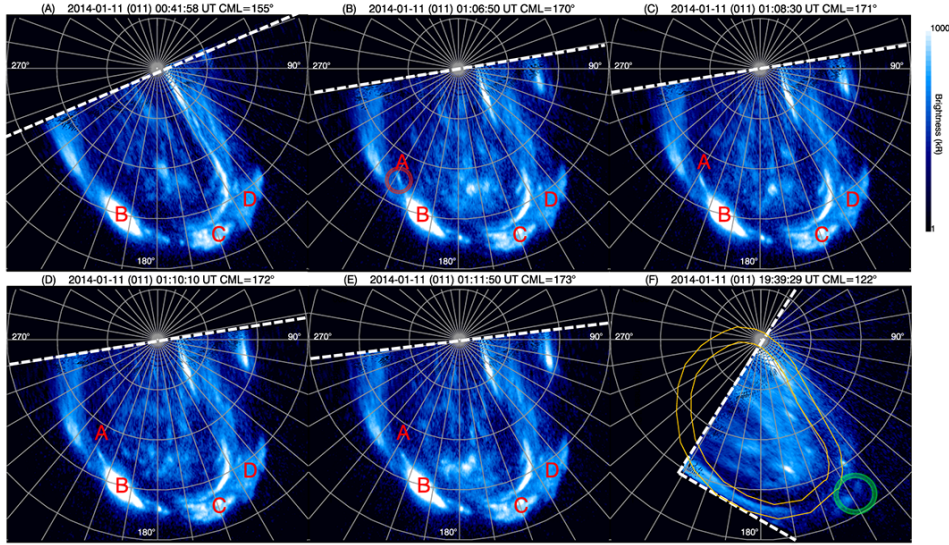 (A) 2014-01-11 (011) 00:41:58 UT CML=155°
(B) 2014-01-11 (011) 01:06:50 UT CML=170°
(C) 2014-01-11 (011) 01:08:30 UT CML=171°
270°
90°
B
C
D
180°
270°
90°
A
B
C
D
180°
270°
90°
A
B
C
D
180°
1000
Brightness (kR)
1
(D) 2014-01-11 (011) 01:10:10 UT CML=172°
(E) 2014-01-11 (011) 01:11:50 UT CML=173°
(F) 2014-01-11 (011) 19:39:29 UT CML=122°
270°
90°
A
B
C
D
180°
270°
90°
A
B
C
D
180°
270°
90°
180°